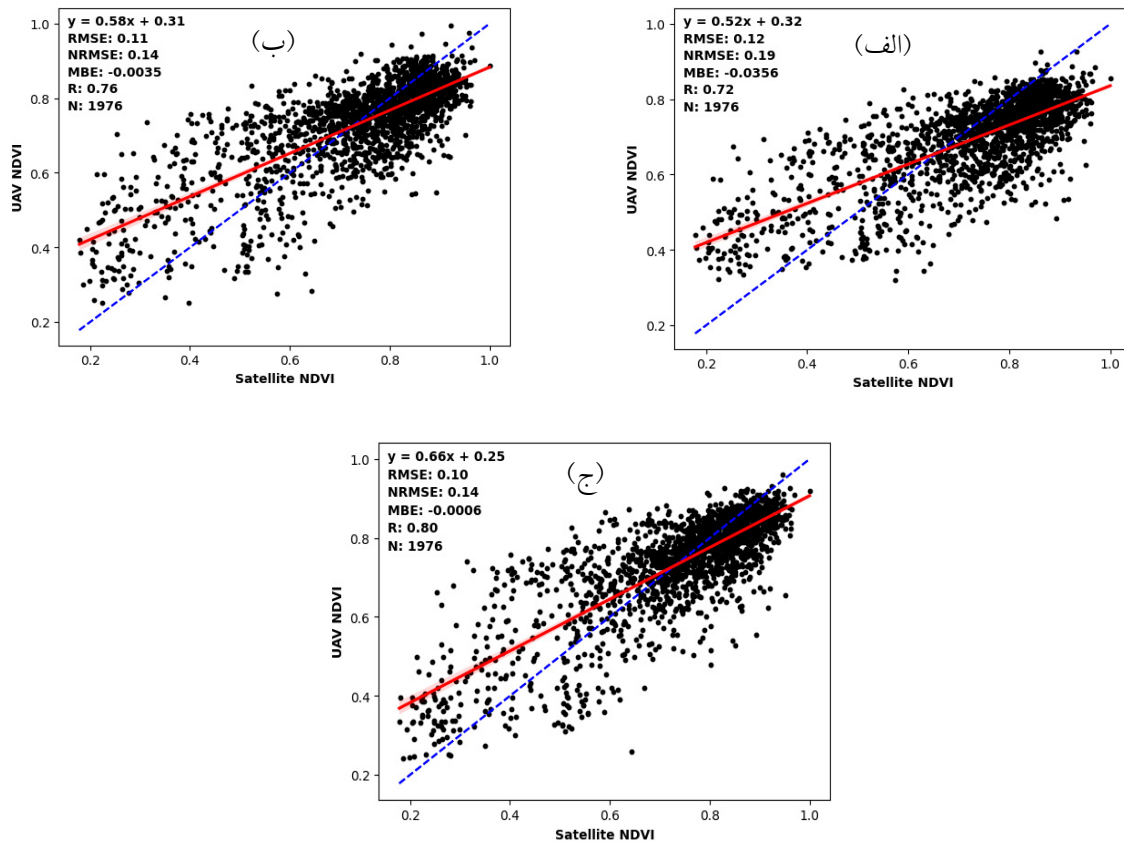 y = 0.58x + 0.31
RMSE: 0.11
NRMSE: 0.14
MBE: -0.0035
R: 0.76
N: 1976
(ب)
1.0
0.8
0.6
0.4
0.2
UAV NDVI
0.2 0.4 0.6 0.8 1.0
Satellite NDVI
y = 0.52x + 0.32
RMSE: 0.12
NRMSE: 0.19
MBE: -0.0356
R: 0.72
N: 1976
(الف)
1.0
0.8
0.6
0.4
0.2
UAV NDVI
0.2 0.4 0.6 0.8 1.0
Satellite NDVI
y = 0.66x + 0.25
RMSE: 0.10
NRMSE: 0.14
MBE: -0.0006
R: 0.80
N: 1976
(ج)
1.0
0.8
0.6
0.4
0.2
UAV NDVI
0.2 0.4 0.6 0.8 1.0
Satellite NDVI